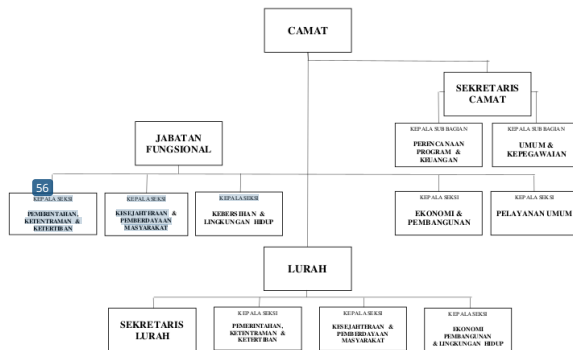 CAMAT
SEKRETARIS
CAMAT
KEPALA SUB BAGIAN
PERENCANAAN
PROGRAM &
KEUANGAN
KEPALA SUB BAGIAN
UMUM &
KEPEGAWAIAN
JABATAN
FUNGSIONAL
56
KEPALA SEKSI
PEMERINTAHAN,
KETENTRAMAN &
KETERTIBAN
KEPALA SEKSI
KESEJAHTERAAN &
PEMBERDAYAAN
MASYARAKAT
KEPALA SEKSI
KEBERSIHAN &
LINGKUNGAN HIDUP
KEPALA SEKSI
EKONOMI &
PEMBANGUNAN
KEPALA SEKSI
PELAYANAN UMUM
LURAH
SEKRETARIS
LURAH
KEPALA SEKSI
PEMERINTAHAN,
KETENTRAMAN &
KETERTIBAN
KEPALA SEKSI
KESEJAHTERAAN &
PEMBERDAYAAN
MASYARAKAT
KEPALA SEKSI
EKONOMI
PEMBANGUNAN
& LINGKUNGAN HIDUP